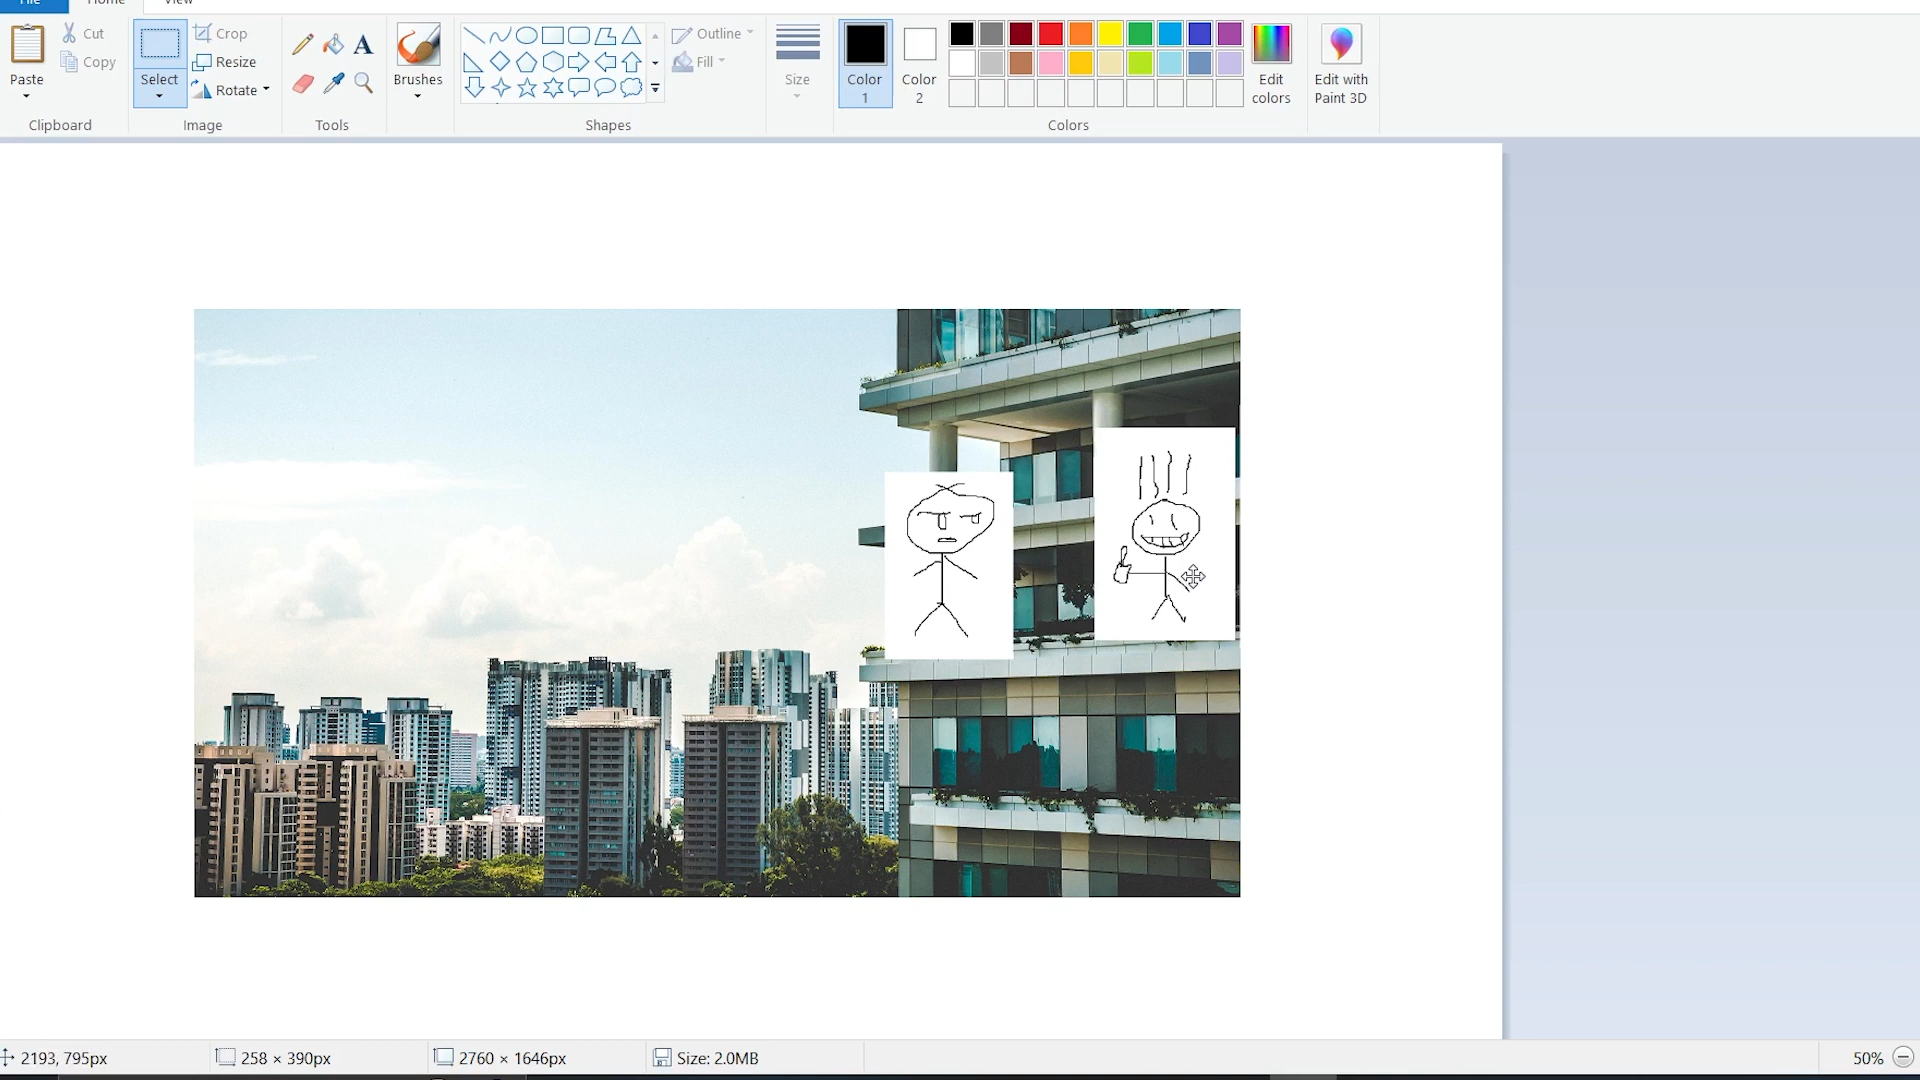 File Home View
Paste
Cut
Copy
Clipboard
Select
Crop
Resize
Rotate
Image
Tools
Brushes
Shapes
Outline
Fill
Size
Color
1
Color
2
Colors
Edit
colors
Edit with
Paint 3D
2193, 795px 258 × 390px 2760 × 1646px Size: 2.0MB 50%